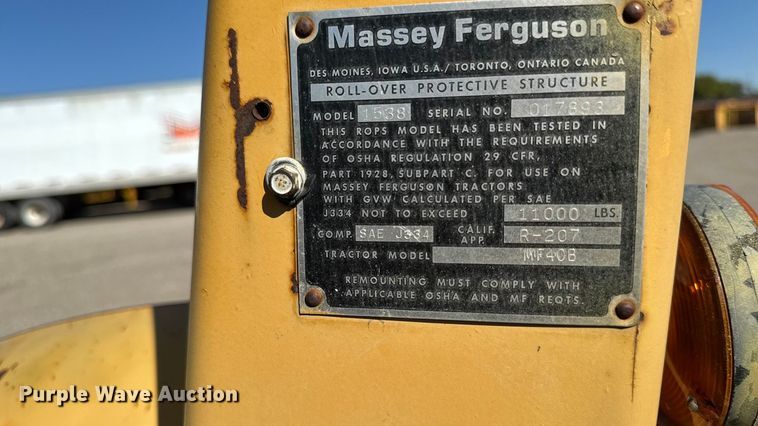 Massey Ferguson
DES MOINES, IOWA U.S.A./ TORONTO, ONTARIO CANADA
ROLL-OVER PROTECTIVE STRUCTURE
MODEL 1538 SERIAL NO. 017893
THIS ROPS MODEL HAS BEEN TESTED IN
ACCORDANCE WITH THE REQUIREMENTS
OF OSHA REGULATION 29 CFR,
PART 1928, SUBPART C. FOR USE ON
MASSEY FERGUSON TRACTORS
WITH GVW CALCULATED PER SAE
J334 NOT TO EXCEED 11000 LBS.
COMP. SAE J334 CALIF. APP. R-207
TRACTOR MODEL MF40B
REMOUNTING MUST COMPLY WITH
APPLICABLE OSHA AND MF REQTS.
Purple Wave Auction